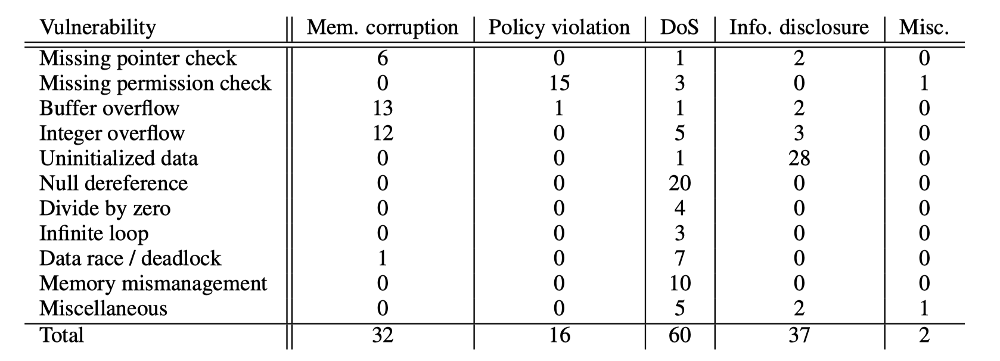 Vulnerability Mem. corruption Policy violation DoS Info. disclosure Misc.
Missing pointer check 6 0 1 2 0
Missing permission check 0 15 3 0 1
Buffer overflow 13 1 1 2 0
Integer overflow 12 0 5 3 0
Uninitialized data 0 0 1 28 0
Null dereference 0 0 20 0 0
Divide by zero 0 0 4 0 0
Infinite loop 0 0 3 0 0
Data race / deadlock 1 0 7 0 0
Memory mismanagement 0 0 10 0 0
Miscellaneous 0 0 5 2 1
Total 32 16 60 37 2